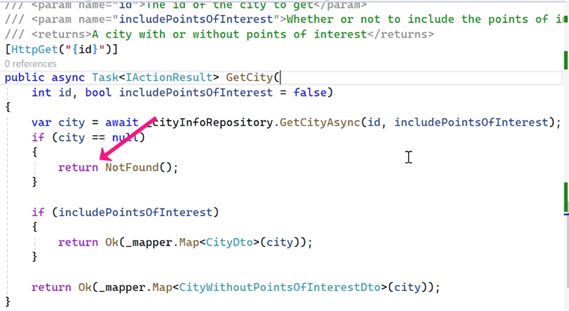 /// <param name="id">The id of the city to get</param>
/// <param name="includePointsOfInterest">Whether or not to include the points of
/// <returns>A city with or without points of interest</returns>
[HttpGet("{id}")]
0 references
public async Task<IActionResult> GetCity(
int id, bool includePointsOfInterest = false)
{
var city = await _cityInfoRepository.GetCityAsync(id, includePointsOfInterest);
if (city == null)
{
return NotFound();
}
if (includePointsOfInterest)
{
return Ok(_mapper.Map<CityDto>(city));
}
return Ok(_mapper.Map<CityWithoutPointsOfInterestDto>(city));
}